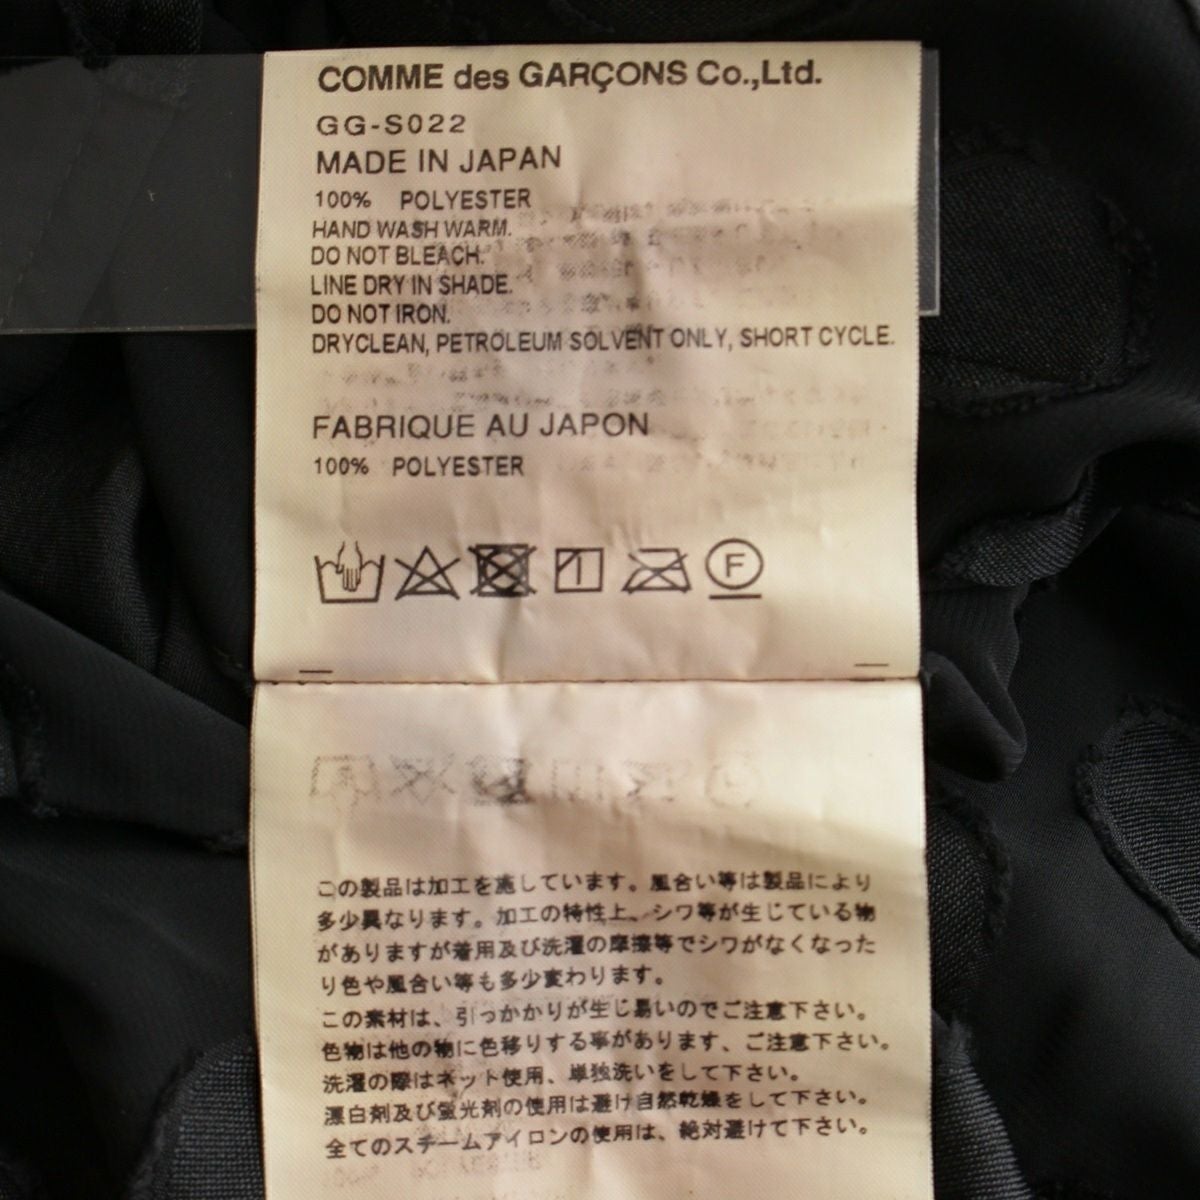 COMME des GARÇONS Co.,Ltd.
GG-S022
MADE IN JAPAN
100% POLYESTER
HAND WASH WARM.
DO NOT BLEACH.
LINE DRY IN SHADE.
DO NOT IRON.
DRYCLEAN, PETROLEUM SOLVENT ONLY, SHORT CYCLE.
FABRIQUE AU JAPON
100% POLYESTER
F
この製品は加工を施しています。風合い等は製品により
多少異なります。加工の特性上、シワ等が生じている物
がありますが着用及び洗濯の摩擦等でシワがなくなった
り色や風合い等も多少変わります。
この素材は、引っかかりが生じ易いのでご注意下さい。
色物は他の物に色移りする事があります、ご注意下さい。
洗濯の際はネット使用、単独洗いをして下さい。
漂白剤及び蛍光剤の使用は避け自然乾燥をして下さい。
全てのスチームアイロンの使用は、絶対避けて下さい。